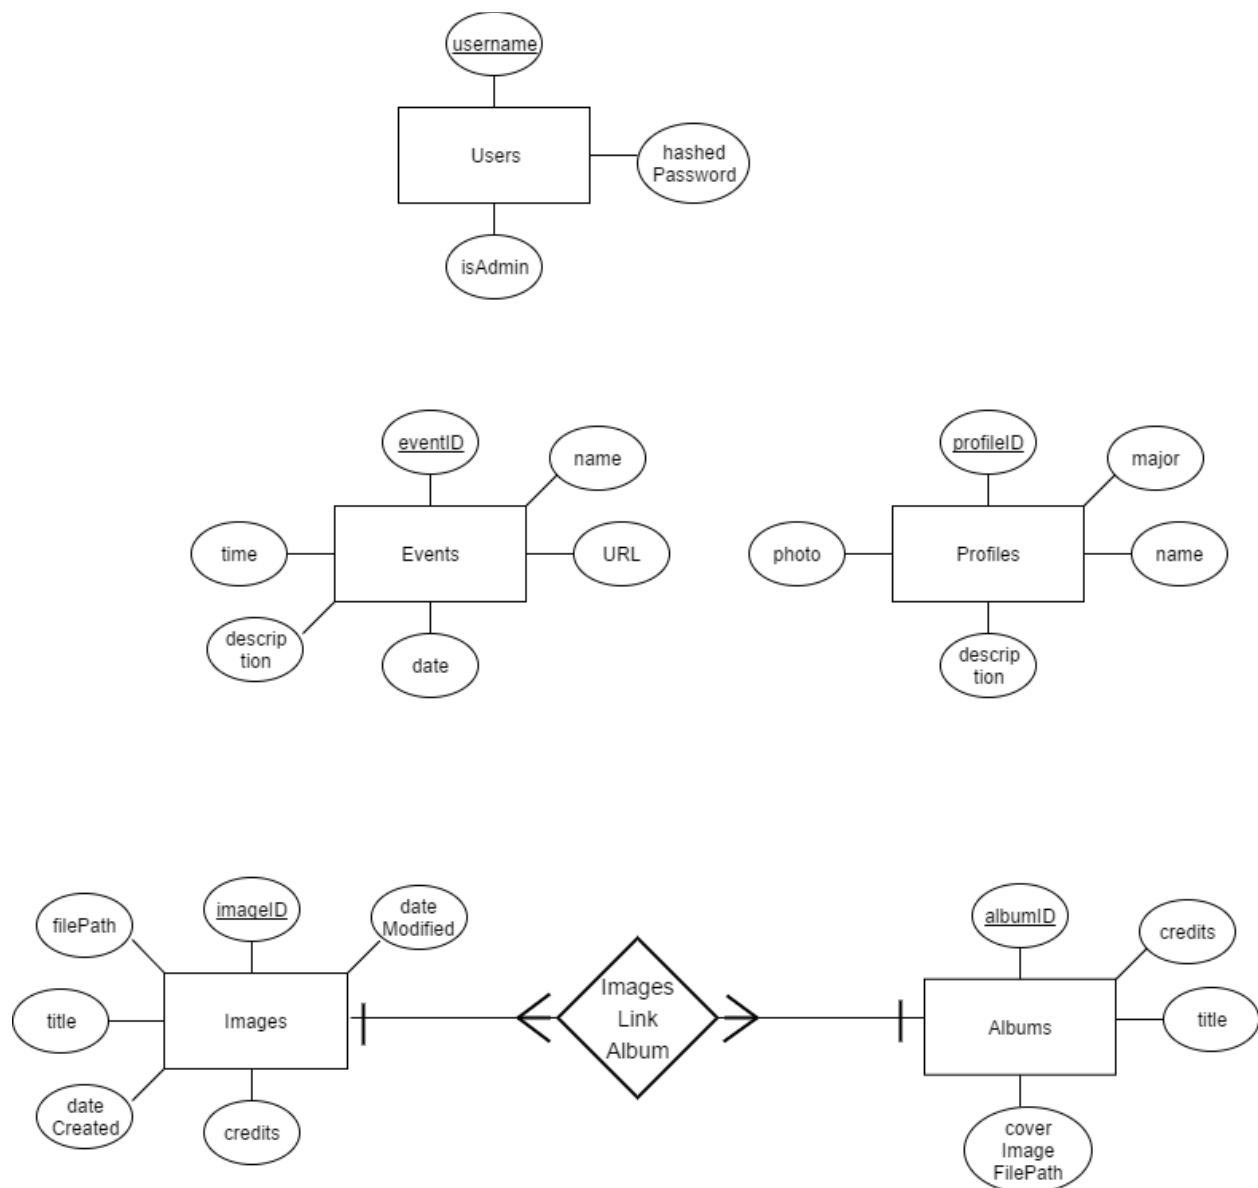 username
Users
hashed
Password
isAdmin
eventID
name
time
Events
URL
descrip
tion
date
profileID
major
photo
Profiles
name
descrip
tion
filePath
imageID
date
Modified
title
Images
date
Created
credits
Images
Link
Album
albumID
credits
Albums
title
cover
Image
FilePath